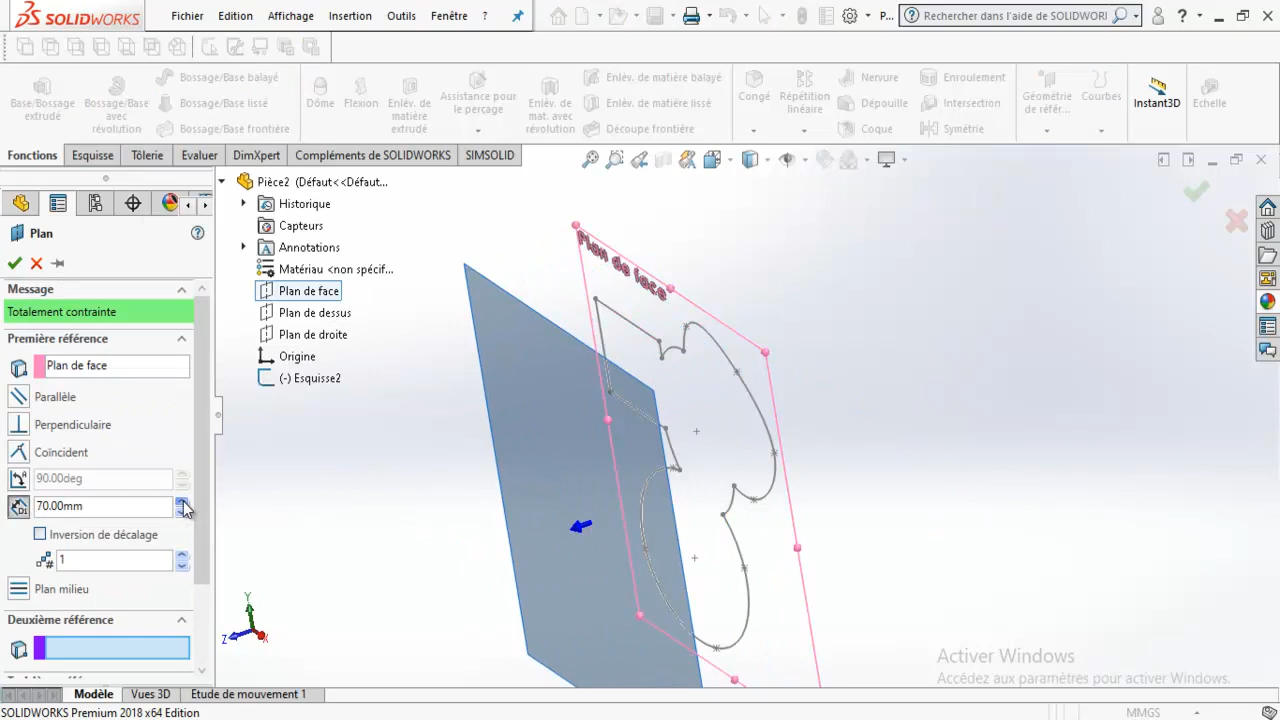 SOLIDWORKS
Fichier Edition Affichage Insertion Outils Fenêtre ?
P...
Rechercher dans l'aide de SOLIDWORI
?
Base/Bossage extrudé
Bossage/Base avec révolution
Bossage/Base balayé
Bossage/Base lissé
Bossage/Base frontière
Dôme
Flexion
Enlèv. de matière extrudé
Assistance pour le perçage
Enlèv. de mat. avec révolution
Enlèv. de matière balayé
Enlèv. de matière lissé
Découpe frontière
Congé
Répétition linéaire
Nervure
Dépouille
Coque
Enroulement
Intersection
Symétrie
Géométrie de référ...
Courbes
Instant3D
Echelle
Fonctions Esquisse Tôlerie Evaluer DimXpert Compléments de SOLIDWORKS SIMSOLID
Pièce2 (Défaut<<Défaut...
Historique
Capteurs
Annotations
Matériau <non spécif...
Plan de face
Plan de dessus
Plan de droite
Origine
(-) Esquisse2
Plan
?
Message
Totalement contrainte
Première référence
Plan de face
Parallèle
Perpendiculaire
Coïncident
90.00deg
70.00mm
Inversion de décalage
1
Plan milieu
Deuxième référence
Plan de face
Y
Z
X
Activer Windows
Accédez aux paramètres pour activer Windows.
Modèle Vues 3D Etude de mouvement 1
SOLIDWORKS Premium 2018 x64 Edition
MMGS